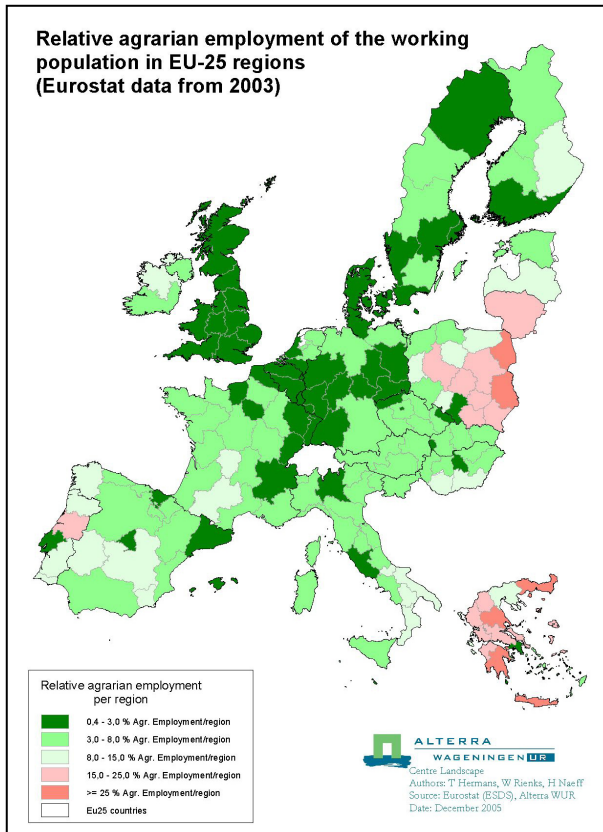 Relative agrarian employment of the working
population in EU-25 regions
(Eurostat data from 2003)
Relative agrarian employment
per region
0,4 - 3,0 % Agr. Employment/region
3,0 - 8,0 % Agr. Employment/region
8,0 - 15,0 % Agr. Employment/region
15,0 - 25,0 % Agr. Employment/region
>= 25 % Agr. Employment/region
Eu25 countries
ALTERRA
WAGENINGEN UR
Centre Landscape
Authors: T Hermans, W Rienks, H Naeff
Source: Eurostat (ESDS), Alterra WUR
Date: December 2005